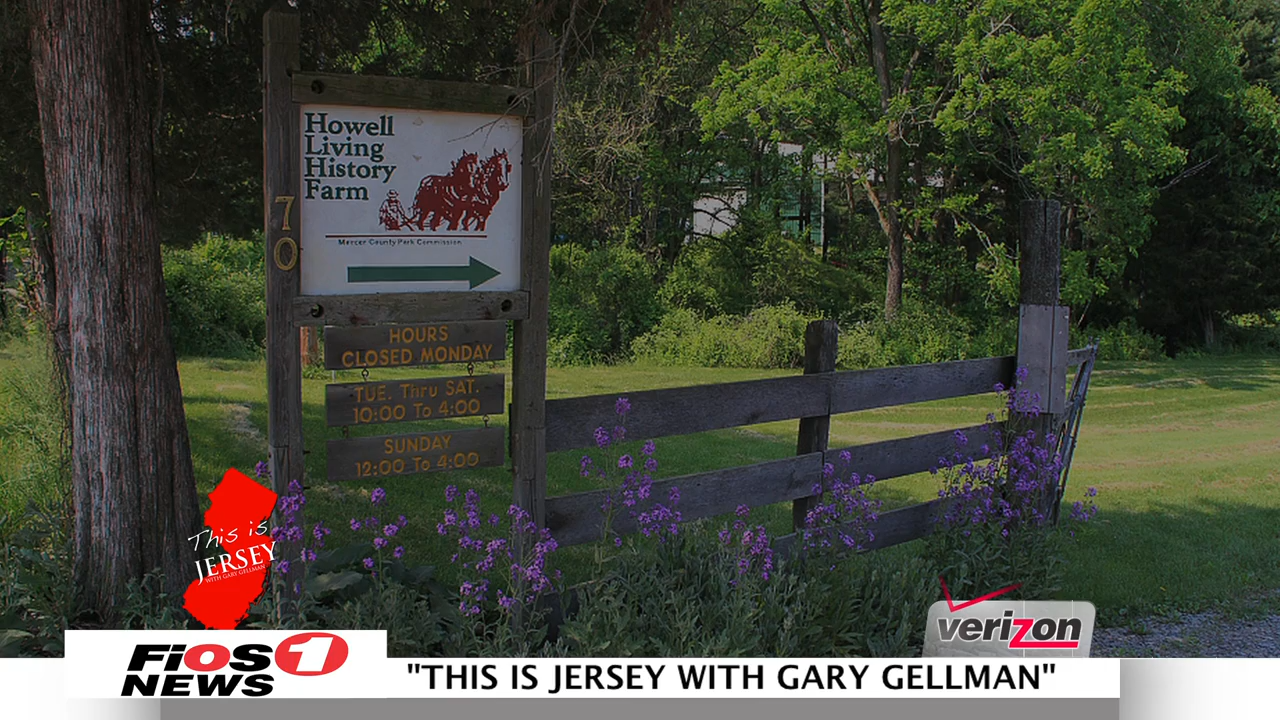 Howell
Living
History
Farm
Mercer County Park Commission
70
HOURS
CLOSED MONDAY
TUE. Thru SAT.
10:00 To 4:00
SUNDAY
12:00 To 4:00
This is
JERSEY
WITH GARY GELLMAN
verizon
FiOS 1
NEWS
"THIS IS JERSEY WITH GARY GELLMAN"